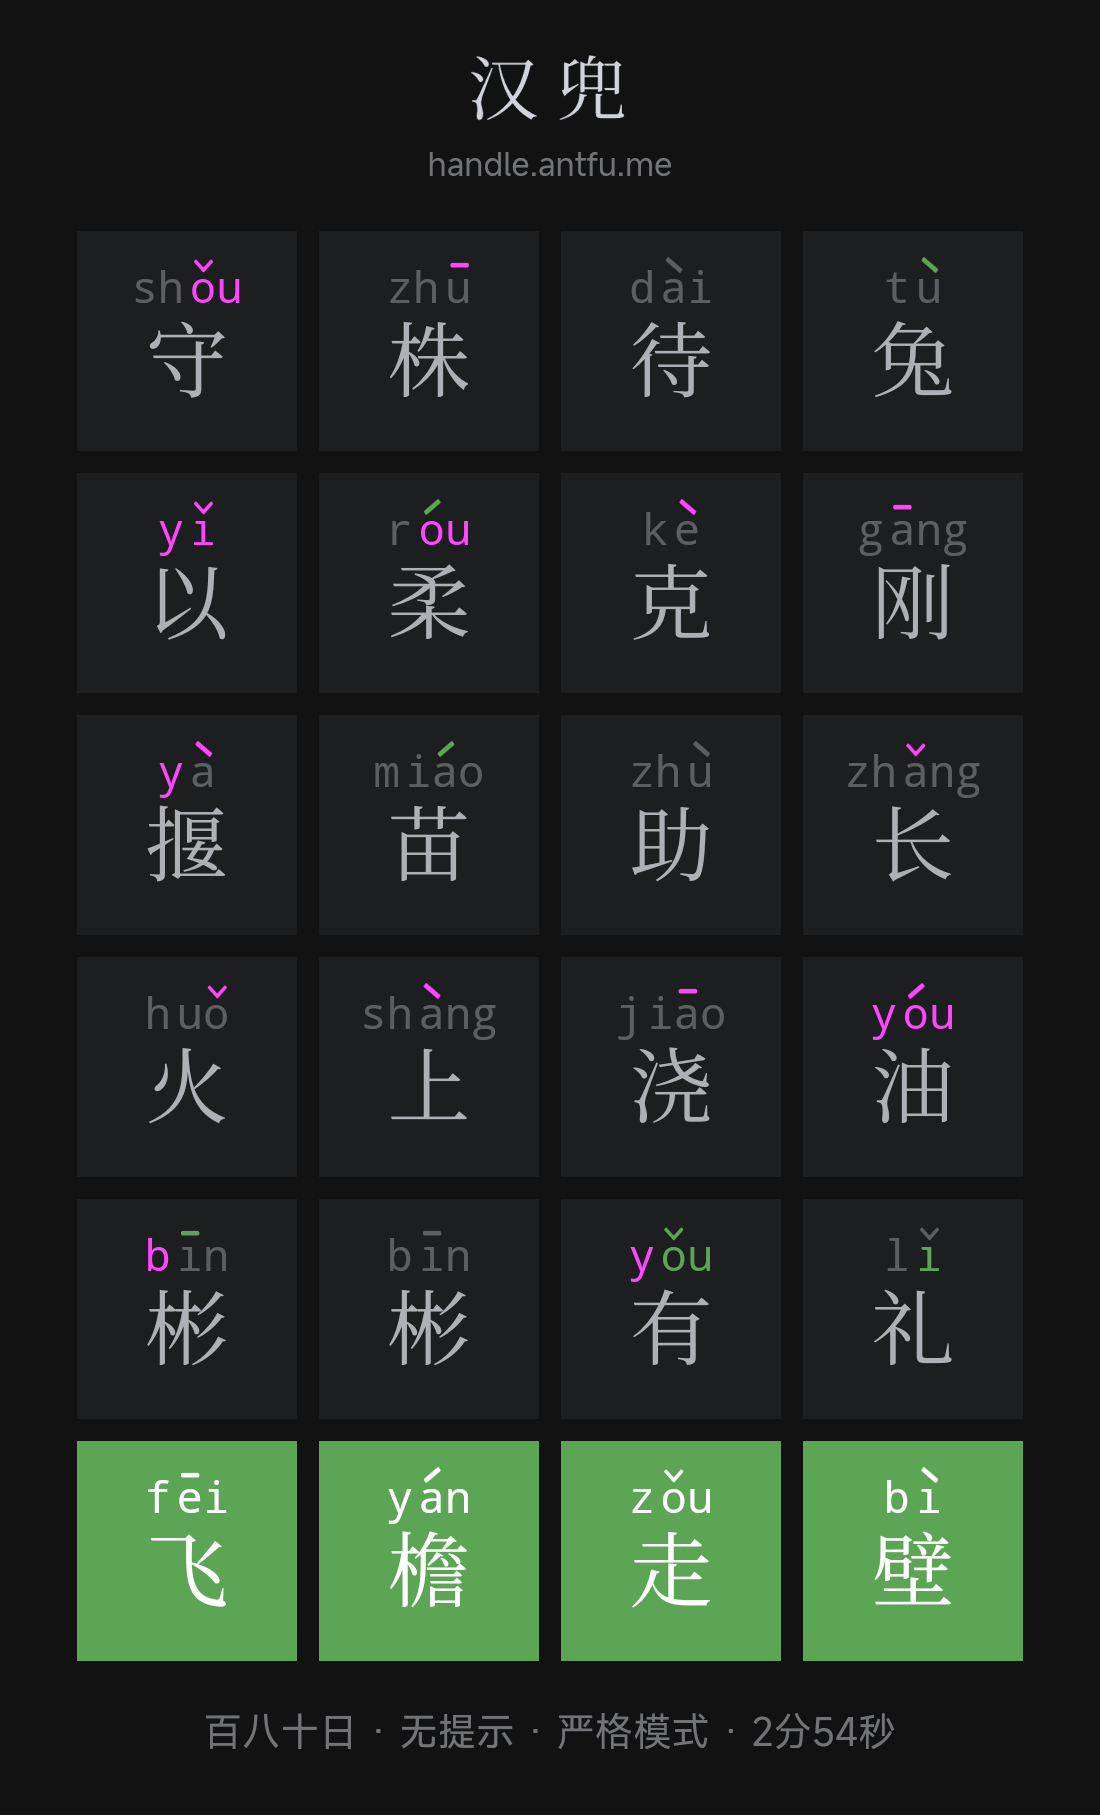 汉兜
handle.antfu.me
shǒu zhū dài tù
守 株 待 兔
yǐ róu kè gāng
以 柔 克 刚
yà miáo zhù zhǎng
揠 苗 助 长
huǒ shàng jiāo yóu
火 上 浇 油
bīn bīn yǒu lǐ
彬 彬 有 礼
fēi yán zǒu bì
飞 檐 走 壁
百八十日 · 无提示 · 严格模式 · 2分54秒